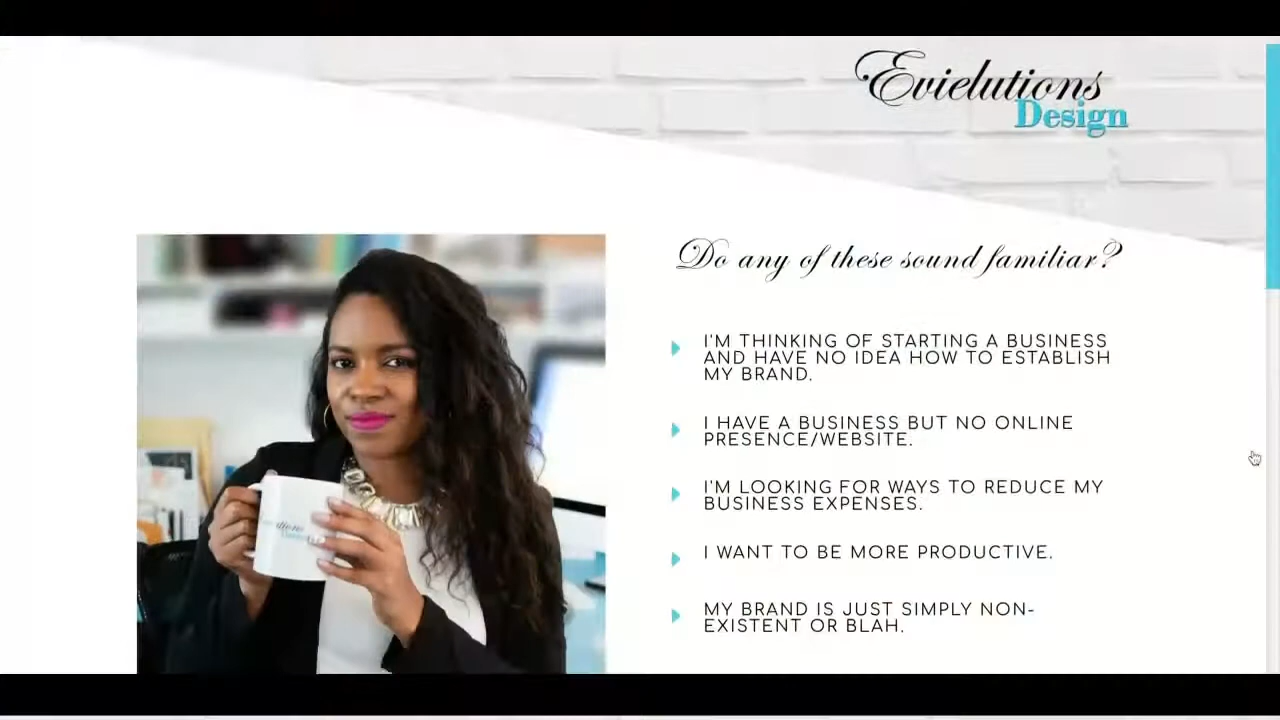 Evielutions
Design
Do any of these sound familiar?
I'M THINKING OF STARTING A BUSINESS
AND HAVE NO IDEA HOW TO ESTABLISH
MY BRAND.
I HAVE A BUSINESS BUT NO ONLINE
PRESENCE/WEBSITE.
I'M LOOKING FOR WAYS TO REDUCE MY
BUSINESS EXPENSES.
I WANT TO BE MORE PRODUCTIVE.
MY BRAND IS JUST SIMPLY NON-
EXISTENT OR BLAH.